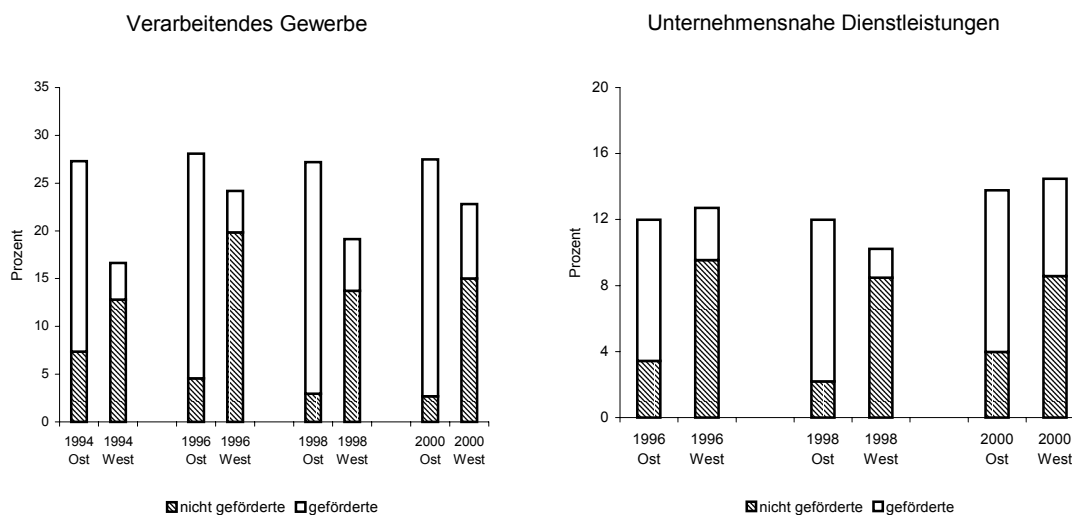 Verarbeitendes Gewerbe
Prozent
35
30
25
20
15
10
5
0
1994 1994 1996 1996 1998 1998 2000 2000
Ost West Ost West Ost West Ost West
nicht geförderte geförderte
Unternehmensnahe Dienstleistungen
Prozent
20
16
12
8
4
0
1996 1996 1998 1998 2000 2000
Ost West Ost West Ost West
nicht geförderte geförderte